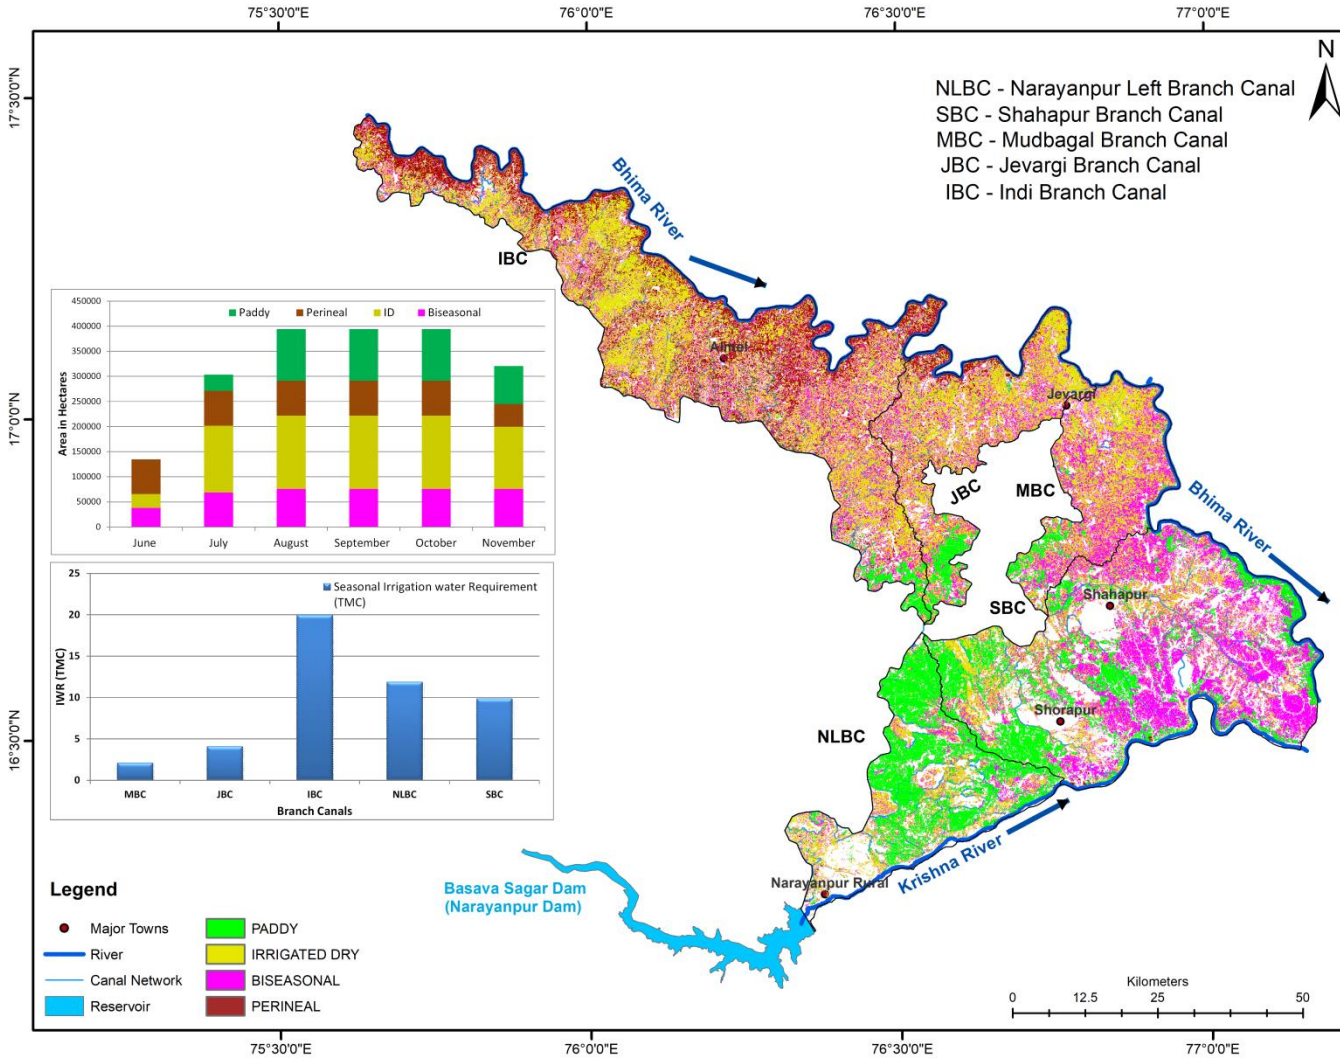 75°30'0"E 76°0'0"E 76°30'0"E 77°0'0"E
N
17°30'0"N
NLBC - Narayanpur Left Branch Canal
SBC - Shahapur Branch Canal
MBC - Mudbagal Branch Canal
JBC - Jevargi Branch Canal
IBC - Indi Branch Canal
Bhima River
IBC
450000
400000
350000
300000
250000
200000
150000
100000
50000
0
Area in Hectares
Paddy Perineal ID Biseasonal
June July August September October November
17°0'0"N
Jevargi
JBC
MBC
Bhima River
SBC
Shahapur
25
20
15
10
5
0
IWR (TMC)
Seasonal Irrigation water Requirement
(TMC)
MBC JBC IBC NLBC SBC
Branch Canals
16°30'0"N
Shorapur
NLBC
Krishna River
Narayanpur Rural
Basava Sagar Dam
(Narayanpur Dam)
Legend
Major Towns
River
Canal Network
Reservoir
PADDY
IRRIGATED DRY
BISEASONAL
PERINEAL
Kilometers
0 12.5 25 50
75°30'0"E 76°0'0"E 76°30'0"E 77°0'0"E